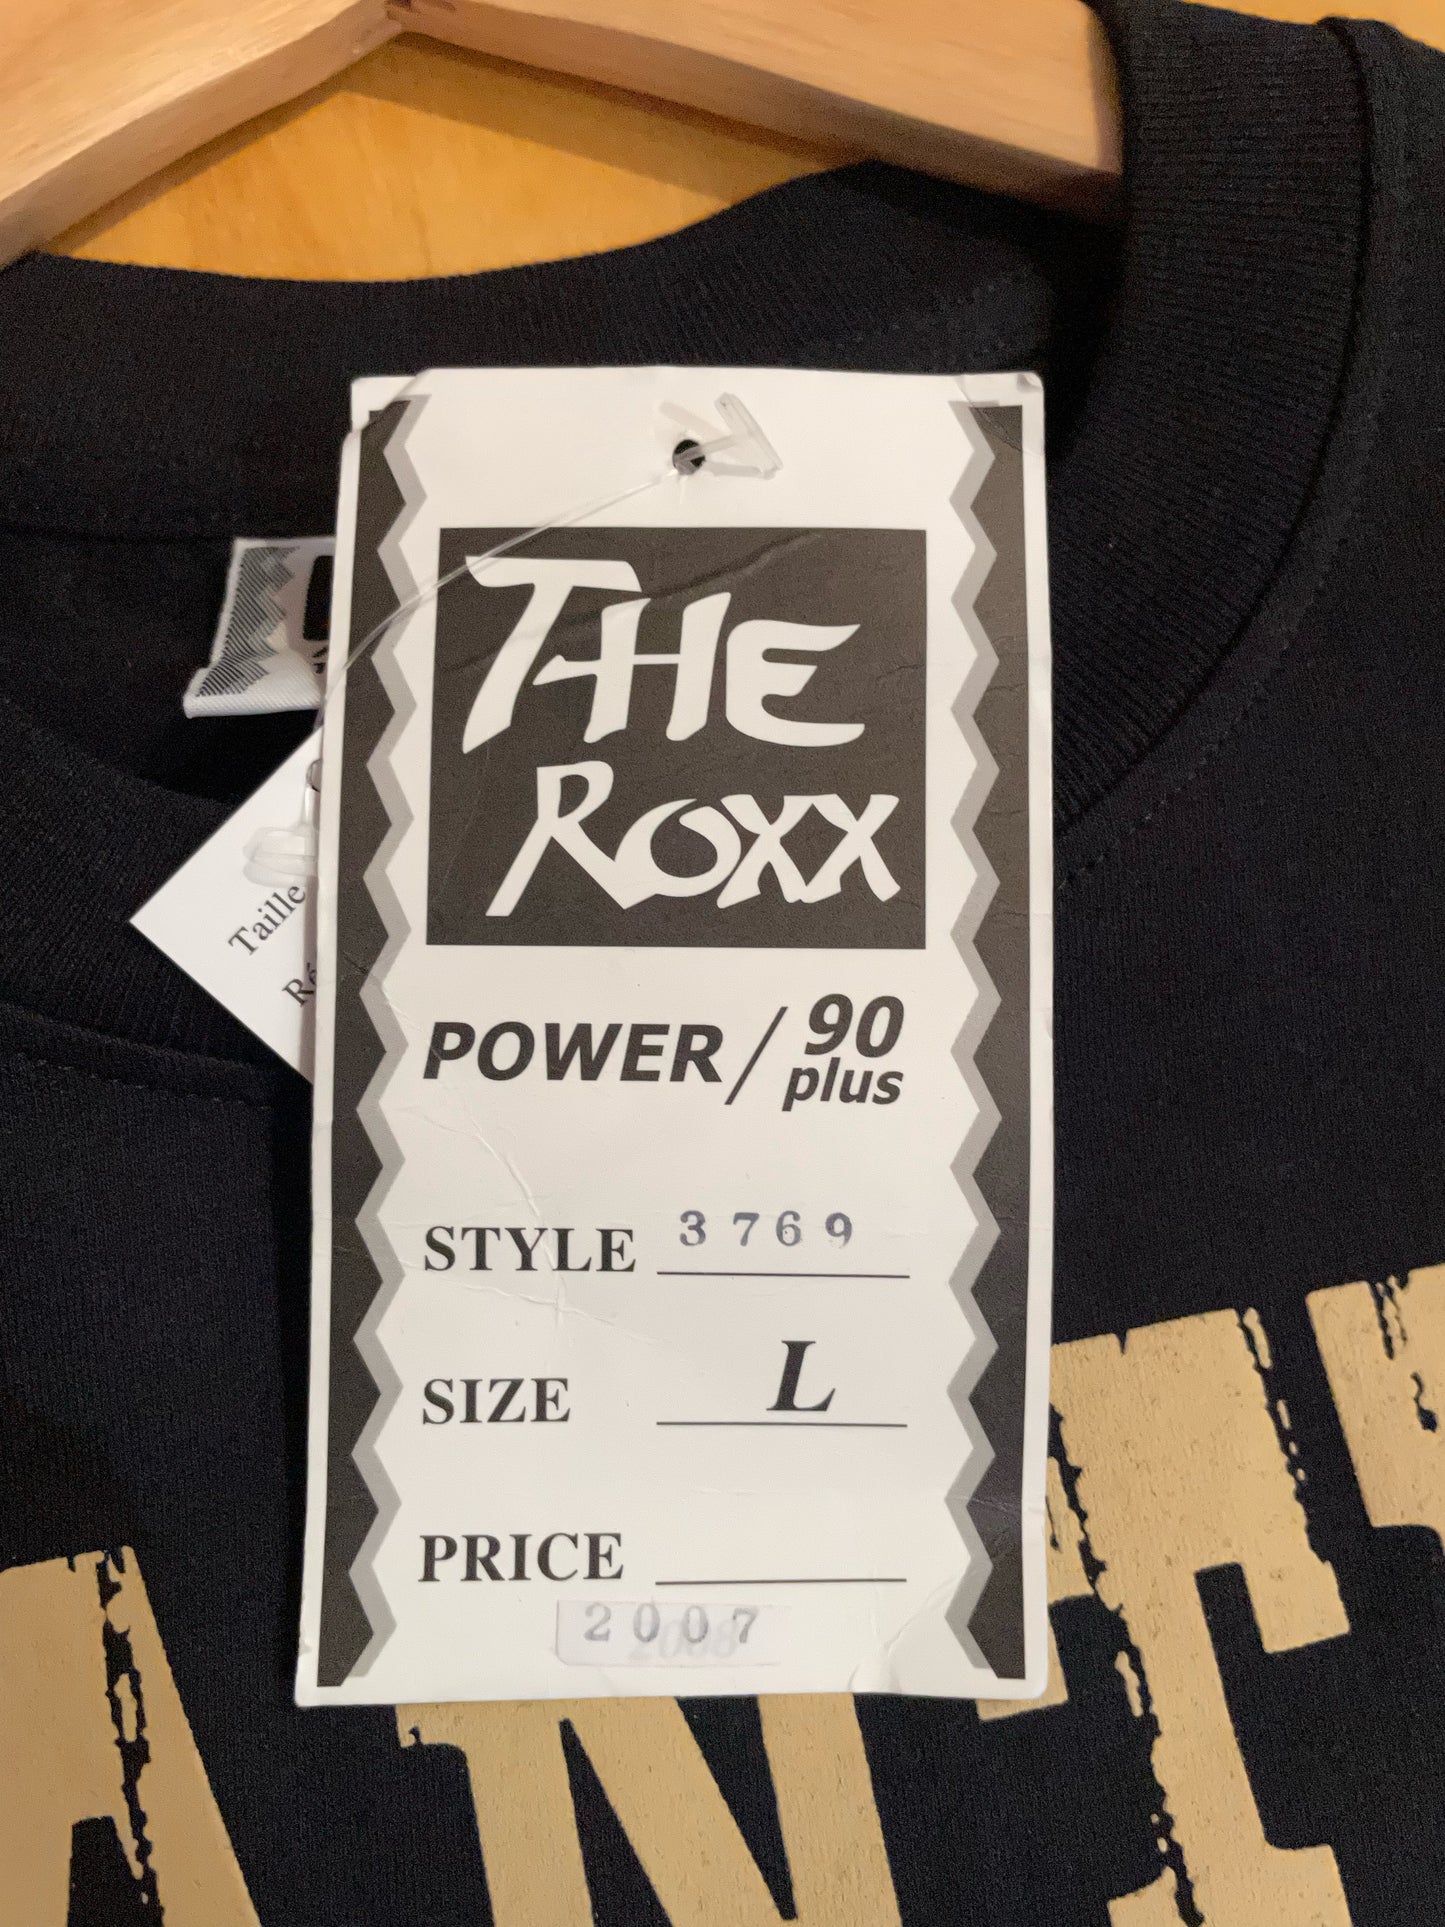 THE
ROXX
POWER / 90
plus
STYLE 3769
SIZE L
PRICE
2007
Taille